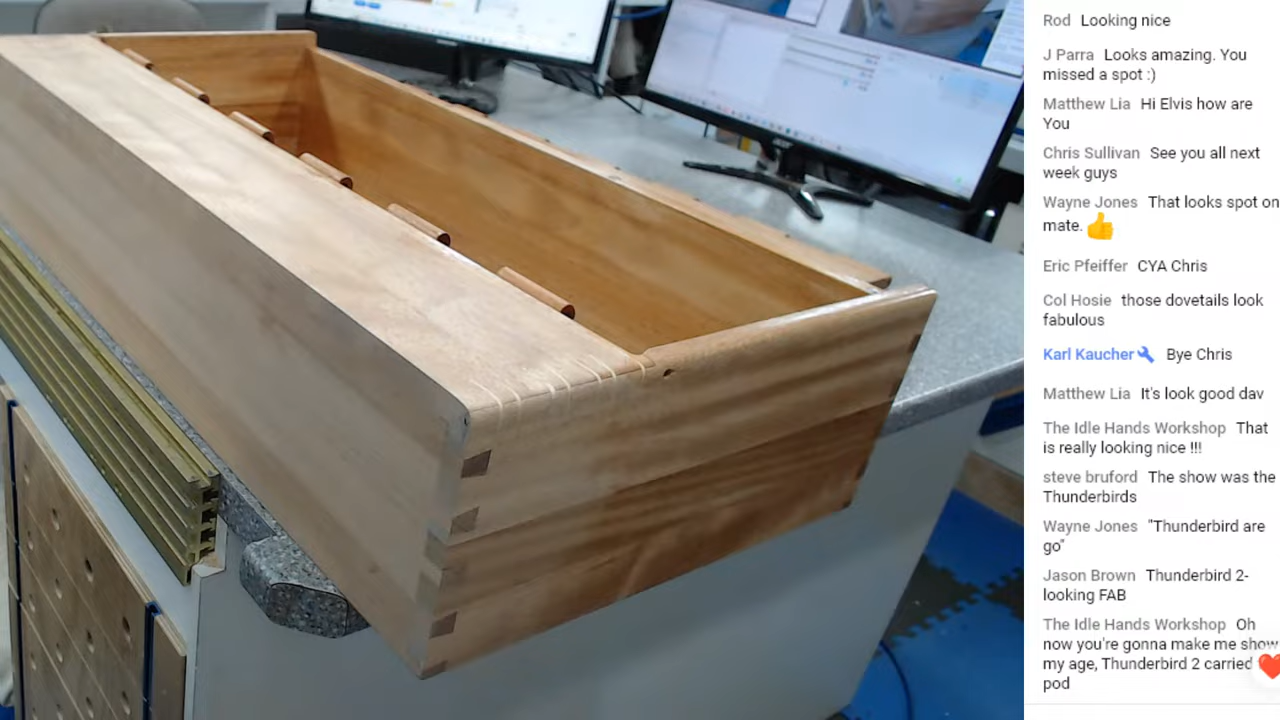 Rod Looking nice
J Parra Looks amazing. You
missed a spot :)
Matthew Lia Hi Elvis how are
You
Chris Sullivan See you all next
week guys
Wayne Jones That looks spot on
mate. 👍
Eric Pfeiffer CYA Chris
Col Hosie those dovetails look
fabulous
Karl Kaucher Bye Chris
Matthew Lia It's look good dav
The Idle Hands Workshop That
is really looking nice !!!
steve bruford The show was the
Thunderbirds
Wayne Jones "Thunderbird are
go"
Jason Brown Thunderbird 2-
looking FAB
The Idle Hands Workshop Oh
now you're gonna make me show
my age, Thunderbird 2 carried
pod